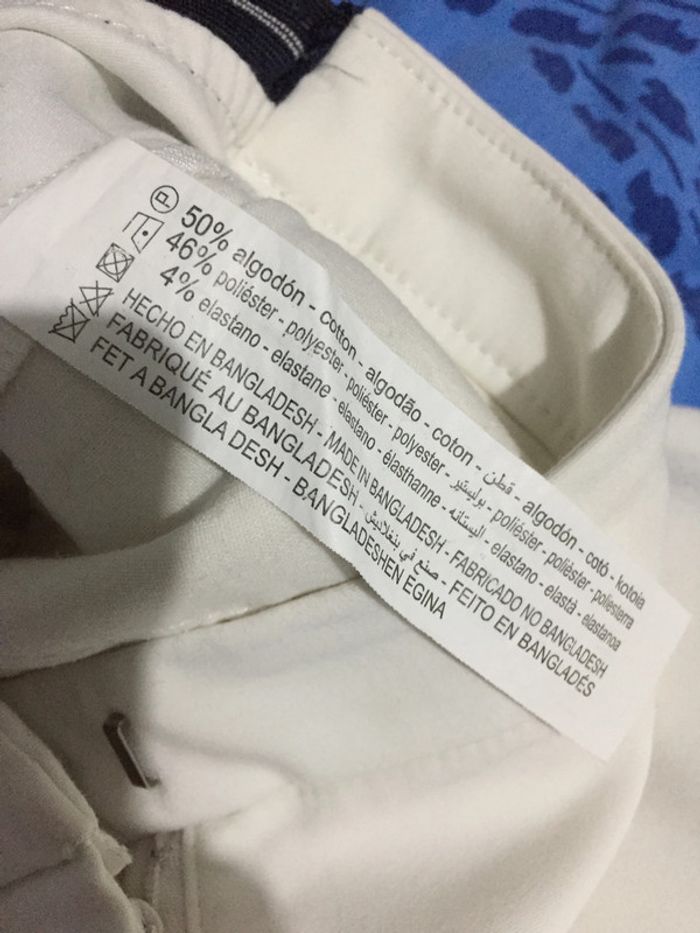 P
50% algodón - cotton - algodão - coton - قطن - algodón - cotó - kotoia
46% poliéster - polyester - poliéster - polyester - بوليستير - poliéster - polièster - poliesterra
4% elastano - elastane - elastano - élasthanne - اليستانه - elastano - elastà - elastanoa
HECHO EN BANGLADESH - MADE IN BANGLADESH - FABRICADO NO BANGLADESH
FABRIQUÉ AU BANGLADESH - صنع في بنغلاديش - FEITO EN BANGLADÉS
FET A BANGLA DESH - BANGLADESHEN EGINA